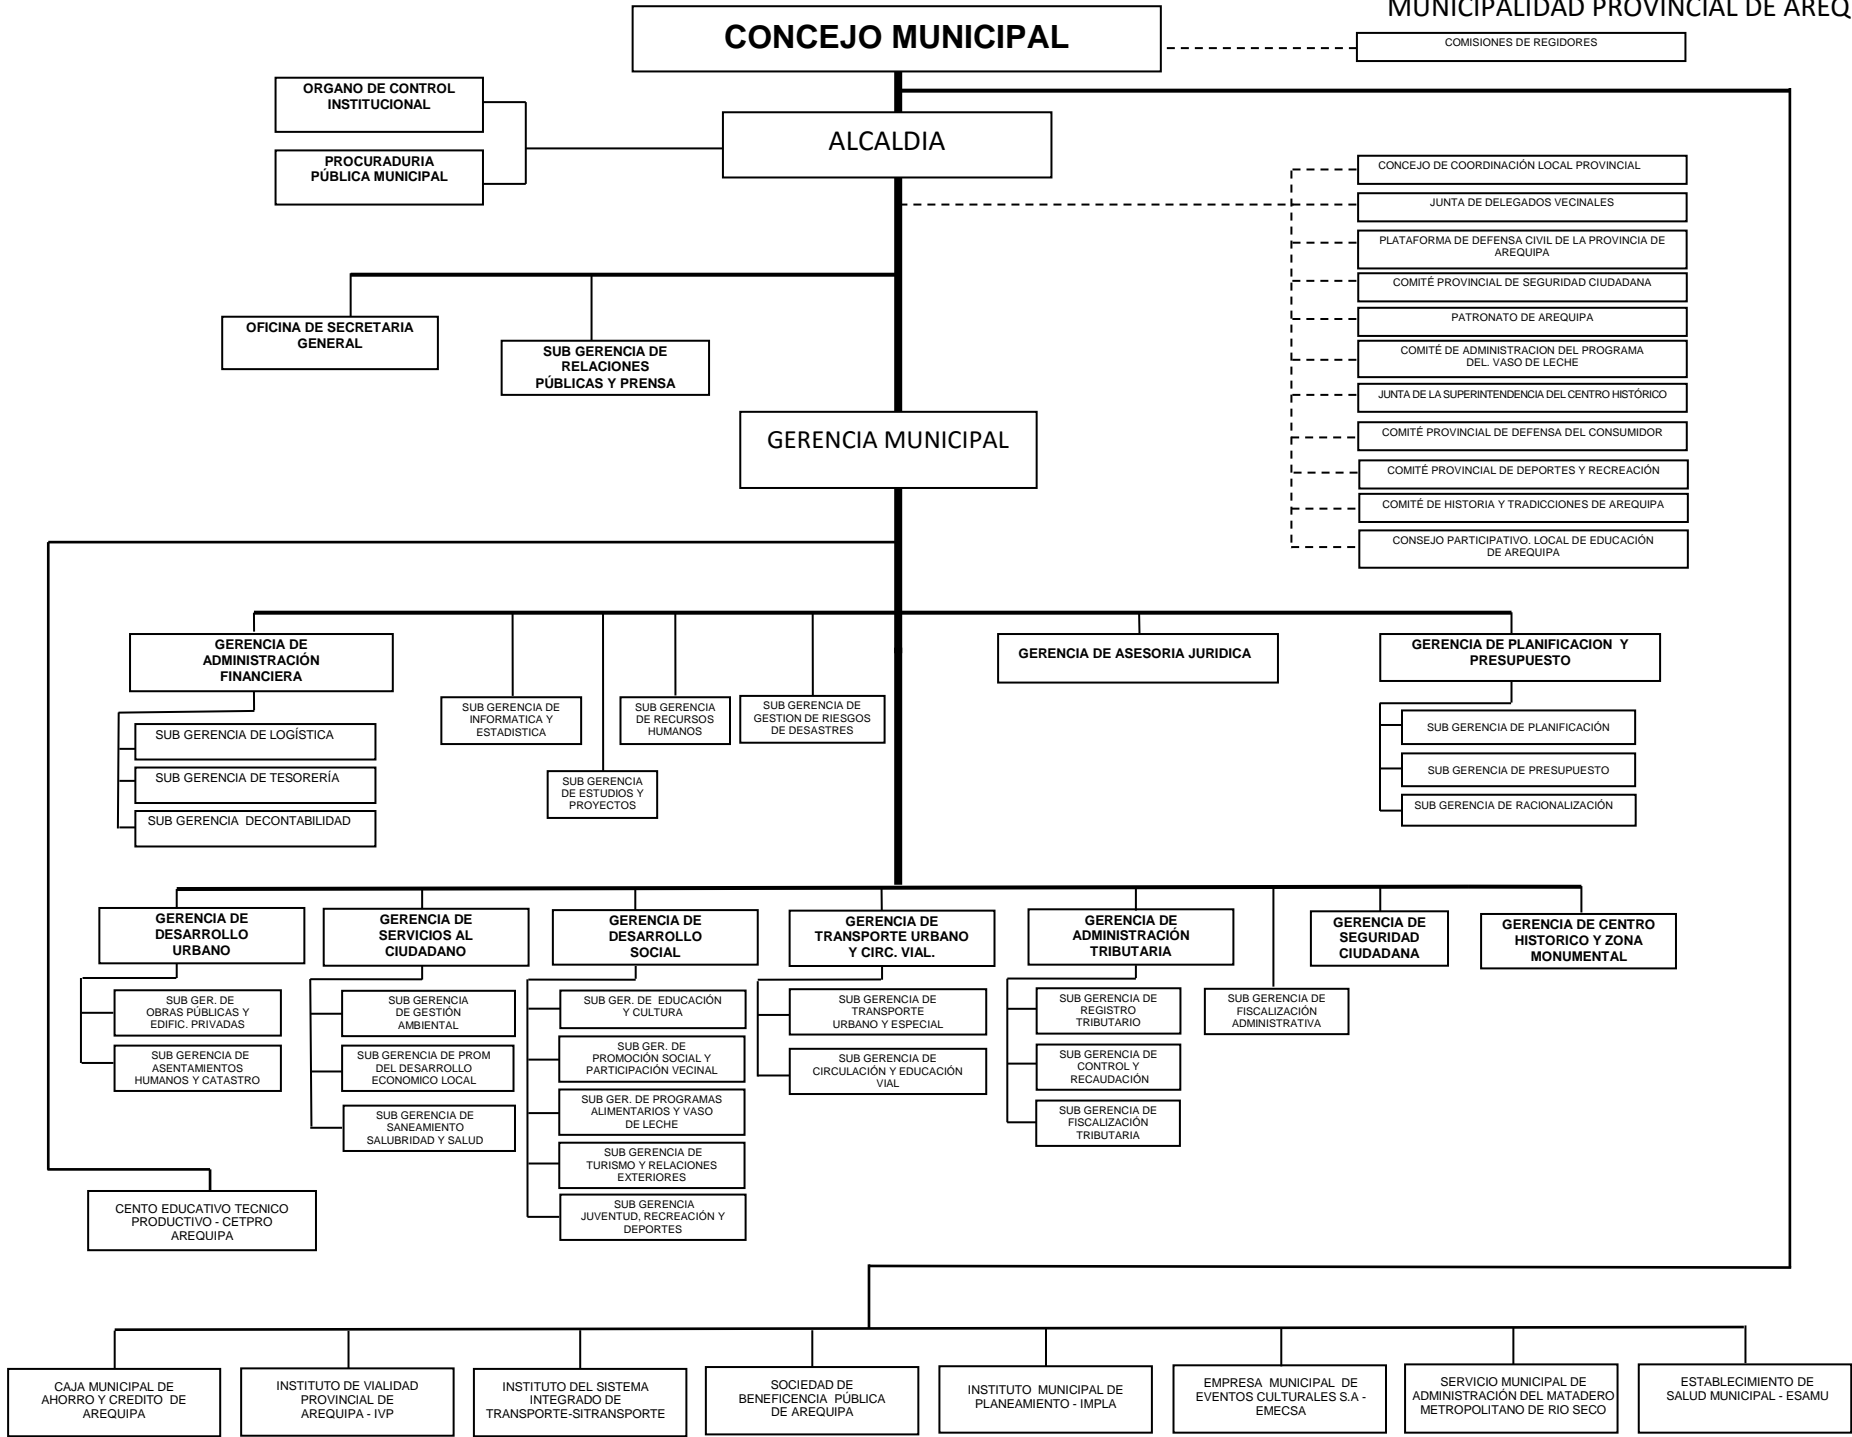 MUNICIPALIDAD PROVINCIAL DE AREQ
CONCEJO MUNICIPAL
COMISIONES DE REGIDORES
ORGANO DE CONTROL
INSTITUCIONAL
PROCURADURIA
PÚBLICA MUNICIPAL
ALCALDIA
CONCEJO DE COORDINACIÓN LOCAL PROVINCIAL
JUNTA DE DELEGADOS VECINALES
PLATAFORMA DE DEFENSA CIVIL DE LA PROVINCIA DE
AREQUIPA
COMITÉ PROVINCIAL DE SEGURIDAD CIUDADANA
PATRONATO DE AREQUIPA
COMITÉ DE ADMINISTRACION DEL PROGRAMA
DEL. VASO DE LECHE
JUNTA DE LA SUPERINTENDENCIA DEL CENTRO HISTÓRICO
COMITÉ PROVINCIAL DE DEFENSA DEL CONSUMIDOR
COMITÉ PROVINCIAL DE DEPORTES Y RECREACIÓN
COMITÉ DE HISTORIA Y TRADICCIONES DE AREQUIPA
CONSEJO PARTICIPATIVO. LOCAL DE EDUCACIÓN
DE AREQUIPA
OFICINA DE SECRETARIA
GENERAL
SUB GERENCIA DE
RELACIONES
PÚBLICAS Y PRENSA
GERENCIA MUNICIPAL
GERENCIA DE
ADMINISTRACIÓN
FINANCIERA
SUB GERENCIA DE LOGÍSTICA
SUB GERENCIA DE TESORERÍA
SUB GERENCIA DECONTABILIDAD
SUB GERENCIA DE
INFORMATICA Y
ESTADISTICA
SUB GERENCIA
DE ESTUDIOS Y
PROYECTOS
SUB GERENCIA
DE RECURSOS
HUMANOS
SUB GERENCIA DE
GESTION DE RIESGOS
DE DESASTRES
GERENCIA DE ASESORIA JURIDICA
GERENCIA DE PLANIFICACION Y
PRESUPUESTO
SUB GERENCIA DE PLANIFICACIÓN
SUB GERENCIA DE PRESUPUESTO
SUB GERENCIA DE RACIONALIZACIÓN
GERENCIA DE
DESARROLLO
URBANO
SUB GER. DE
OBRAS PÚBLICAS Y
EDIFIC. PRIVADAS
SUB GERENCIA DE
ASENTAMIENTOS
HUMANOS Y CATASTRO
GERENCIA DE
SERVICIOS AL
CIUDADANO
SUB GERENCIA
DE GESTIÓN
AMBIENTAL
SUB GERENCIA DE PROM
DEL DESARROLLO
ECONOMICO LOCAL
SUB GERENCIA DE
SANEAMIENTO
SALUBRIDAD Y SALUD
GERENCIA DE
DESARROLLO
SOCIAL
SUB GER. DE EDUCACIÓN
Y CULTURA
SUB GER. DE
PROMOCIÓN SOCIAL Y
PARTICIPACIÓN VECINAL
SUB GER. DE PROGRAMAS
ALIMENTARIOS Y VASO
DE LECHE
SUB GERENCIA DE
TURISMO Y RELACIONES
EXTERIORES
SUB GERENCIA
JUVENTUD, RECREACIÓN Y
DEPORTES
GERENCIA DE
TRANSPORTE URBANO
Y CIRC. VIAL.
SUB GERENCIA DE
TRANSPORTE
URBANO Y ESPECIAL
SUB GERENCIA DE
CIRCULACIÓN Y EDUCACIÓN
VIAL
GERENCIA DE
ADMINISTRACIÓN
TRIBUTARIA
SUB GERENCIA DE
REGISTRO
TRIBUTARIO
SUB GERENCIA DE
CONTROL Y
RECAUDACIÓN
SUB GERENCIA DE
FISCALIZACIÓN
TRIBUTARIA
SUB GERENCIA DE
FISCALIZACIÓN
ADMINISTRATIVA
GERENCIA DE
SEGURIDAD
CIUDADANA
GERENCIA DE CENTRO
HISTORICO Y ZONA
MONUMENTAL
CENTO EDUCATIVO TECNICO
PRODUCTIVO - CETPRO
AREQUIPA
CAJA MUNICIPAL DE
AHORRO Y CREDITO DE
AREQUIPA
INSTITUTO DE VIALIDAD
PROVINCIAL DE
AREQUIPA - IVP
INSTITUTO DEL SISTEMA
INTEGRADO DE
TRANSPORTE-SITRANSPORTE
SOCIEDAD DE
BENEFICENCIA PÚBLICA
DE AREQUIPA
INSTITUTO MUNICIPAL DE
PLANEAMIENTO - IMPLA
EMPRESA MUNICIPAL DE
EVENTOS CULTURALES S.A -
EMECSA
SERVICIO MUNICIPAL DE
ADMINISTRACIÓN DEL MATADERO
METROPOLITANO DE RIO SECO
ESTABLECIMIENTO DE
SALUD MUNICIPAL - ESAMU